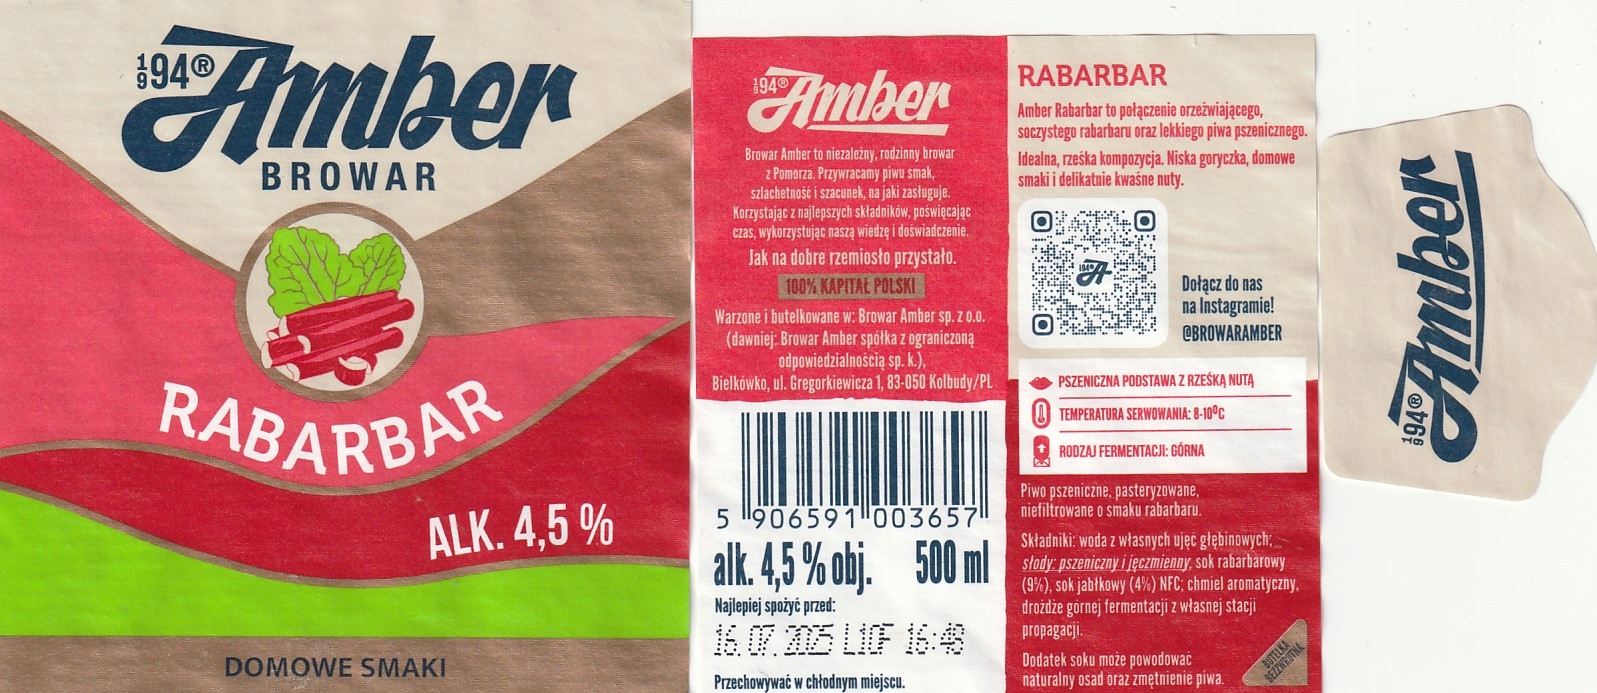 1994® Amber
BROWAR
RABARBAR
ALK. 4,5 %
DOMOWE SMAKI
1994® Amber
Browar Amber to niezależny, rodzinny browar
z Pomorza. Przywracamy piwu smak,
szlachetność i szacunek, na jaki zasługuje.
Korzystając z najlepszych składników, poświęcając
czas, wykorzystując naszą wiedzę i doświadczenie.
Jak na dobre rzemiosło przystało.
100% KAPITAŁ POLSKI
Warzone i butelkowane w: Browar Amber sp. z o.o.
(dawniej: Browar Amber spółka z ograniczoną
odpowiedzialnością sp. k.),
Bielkówko, ul. Gregorkiewicza 1, 83-050 Kolbudy/PL
5 906591 003657
alk. 4,5 % obj. 500 ml
Najlepiej spożyć przed:
16.07.2025 L10F 16:48
Przechowywać w chłodnym miejscu.
RABARBAR
Amber Rabarbar to połączenie orzeźwiającego,
soczystego rabarbaru oraz lekkiego piwa pszenicznego.
Idealna, rześka kompozycja. Niska goryczka, domowe
smaki i delikatnie kwaśne nuty.
1994® A
Dołącz do nas
na Instagramie!
@BROWARAMBER
PSZENICZNA PODSTAWA Z RZEŚKĄ NUTĄ
TEMPERATURA SERWOWANIA: 8-10⁰C
RODZAJ FERMENTACJI: GÓRNA
Piwo pszeniczne, pasteryzowane,
niefiltrowane o smaku rabarbaru.
Składniki: woda z własnych ujęć głębinowych;
słody: pszeniczny i jęczmienny, sok rabarbarowy
(9%), sok jabłkowy (4%) NFC; chmiel aromatyczny,
drożdże górnej fermentacji z własnej stacji
propagacji.
Dodatek soku może powodować
naturalny osad oraz zmętnienie piwa.
BUTELKA
BEZZWROTNA
1994® Amber